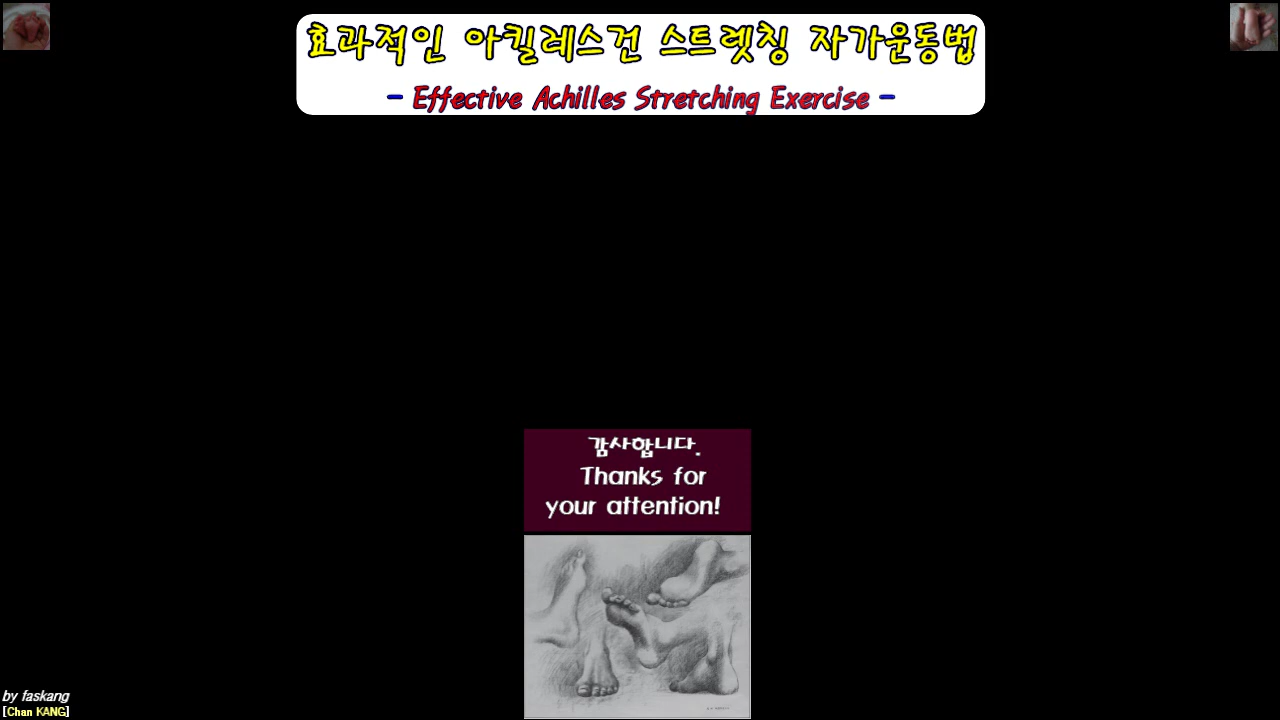 효과적인 아킬레스건 스트렛칭 자가운동법
- Effective Achilles Stretching Exercise -
감사합니다.
Thanks for
your attention!
by faskang
[Chan KANG]